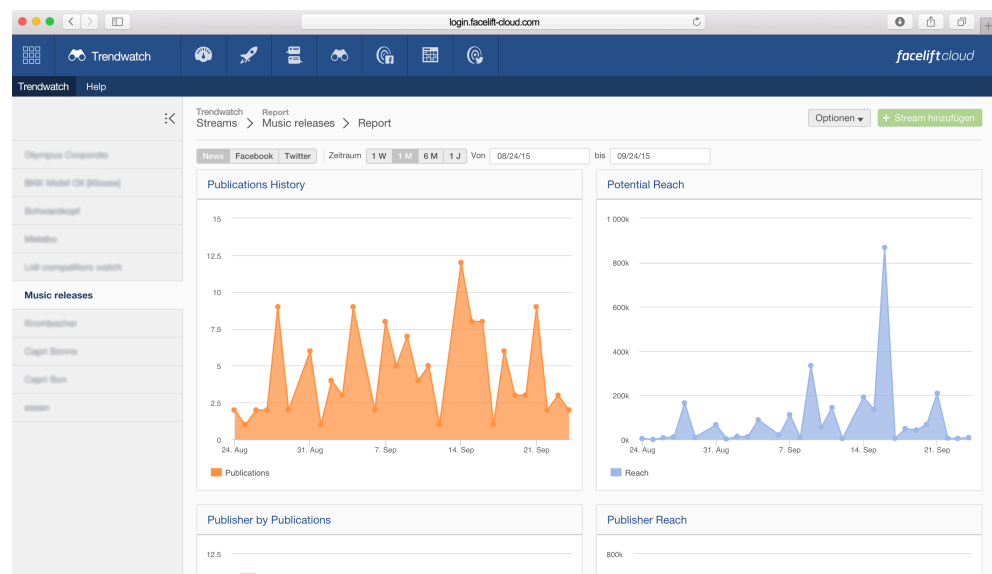 login.facelift-cloud.com
Trendwatch
facelift cloud
Trendwatch Help
Trendwatch Report
Streams Music releases Report
Optionen
+ Stream hinzufügen
News Facebook Twitter Zeitraum 1 W 1 M 6 M 1 J Von 08/24/15 bis 09/24/15
Music releases
Publications History
15
12.5
10
7.5
5
2.5
0
24. Aug 31. Aug 7. Sep 14. Sep 21. Sep
Publications
Potential Reach
1 000k
800k
600k
400k
200k
0k
24. Aug 31. Aug 7. Sep 14. Sep 21. Sep
Reach
Publisher by Publications
12.5
Publisher Reach
800k